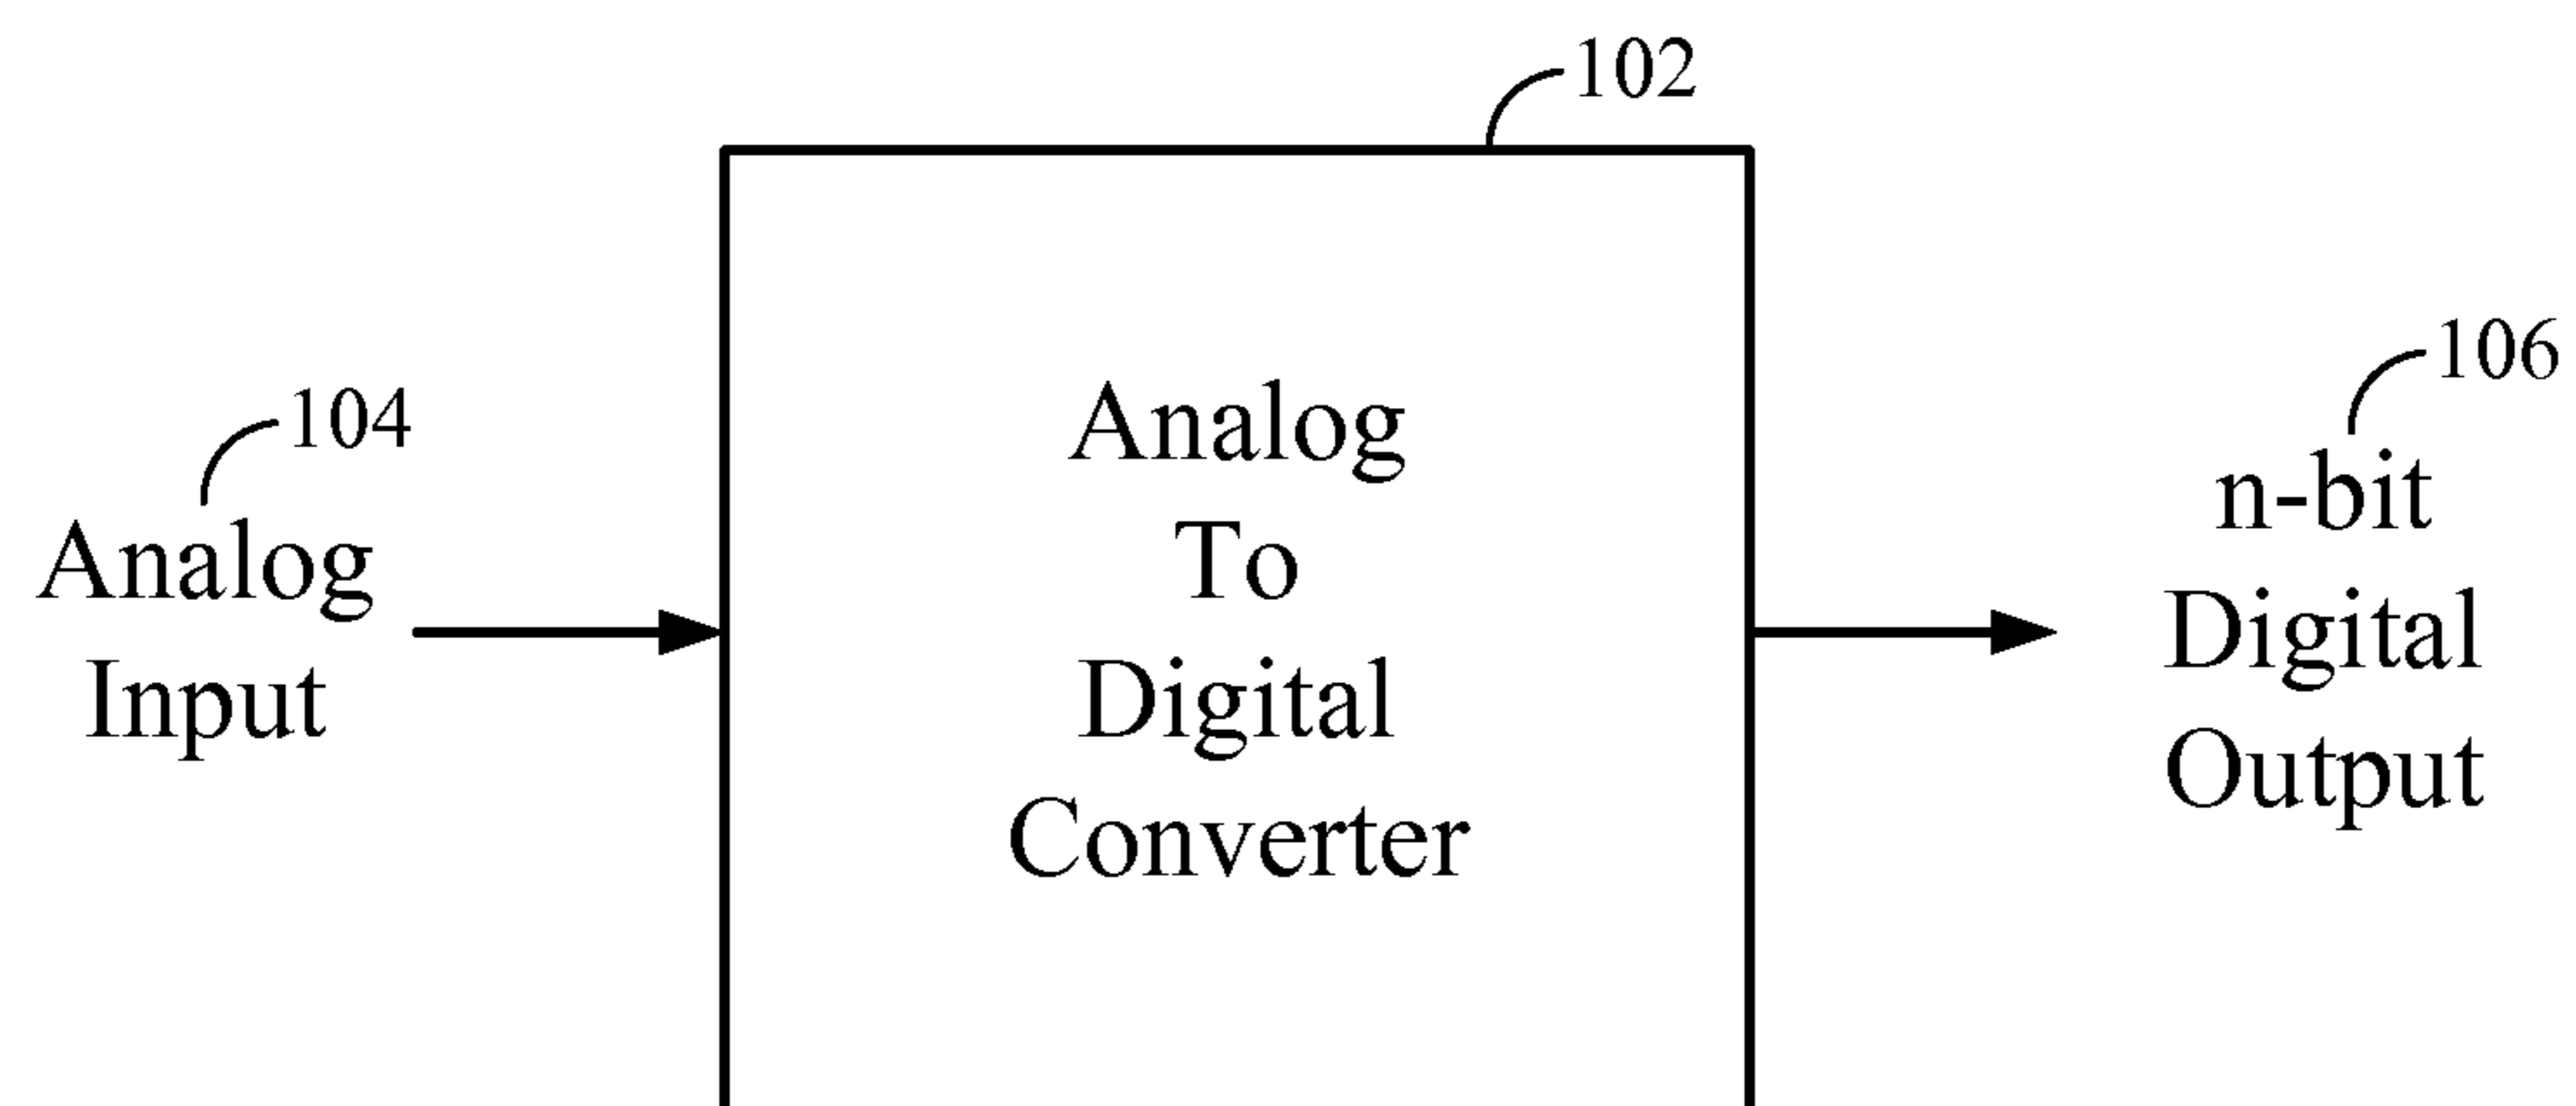 102
104
Analog
Input
Analog
To
Digital
Converter
106
n-bit
Digital
Output